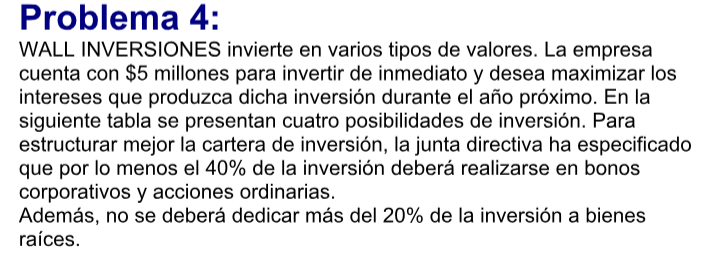 Problema 4:
WALL INVERSIONES invierte en varios tipos de valores. La empresa
cuenta con $5 millones para invertir de inmediato y desea maximizar los
intereses que produzca dicha inversión durante el año próximo. En la
siguiente tabla se presentan cuatro posibilidades de inversión. Para
estructurar mejor la cartera de inversión, la junta directiva ha especificado
que por lo menos el 40% de la inversión deberá realizarse en bonos
corporativos y acciones ordinarias.
Además, no se deberá dedicar más del 20% de la inversión a bienes
raíces.